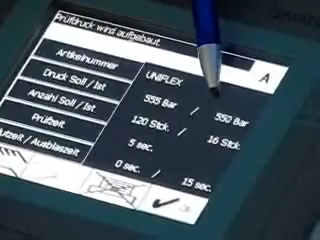 Prüfdruck wird aufgebaut
A
Artikelnummer UNIFLEX
Druck Soll / Ist 555 Bar / 550 Bar
Anzahl Soll / Ist 120 Stck. / 16 Stck.
Prüfzeit 5 sec.
utzeit / Ausblaszeit 0 sec. / 15 sec.